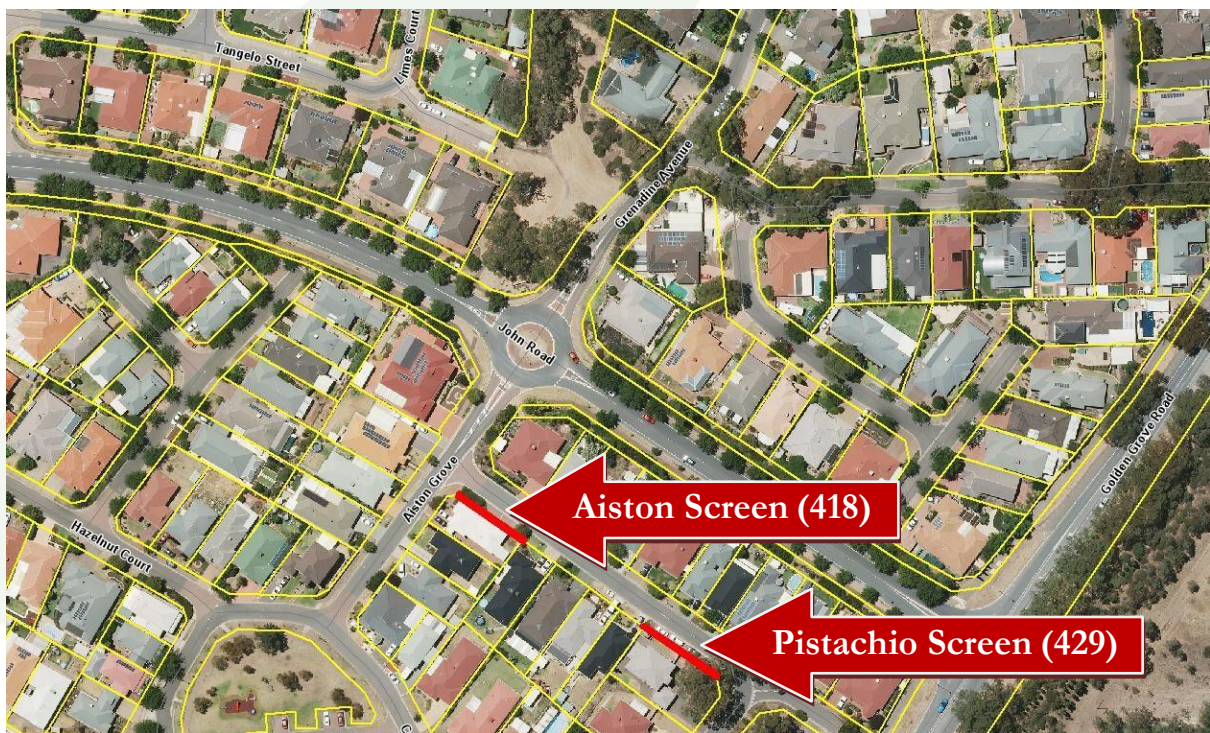 Tangelo Street
Limes Court
Grenadine Avenue
John Road
Golden Grove Road
Aiston Grove
Aiston Screen (418)
Hazelnut Court
Pistachio Screen (429)